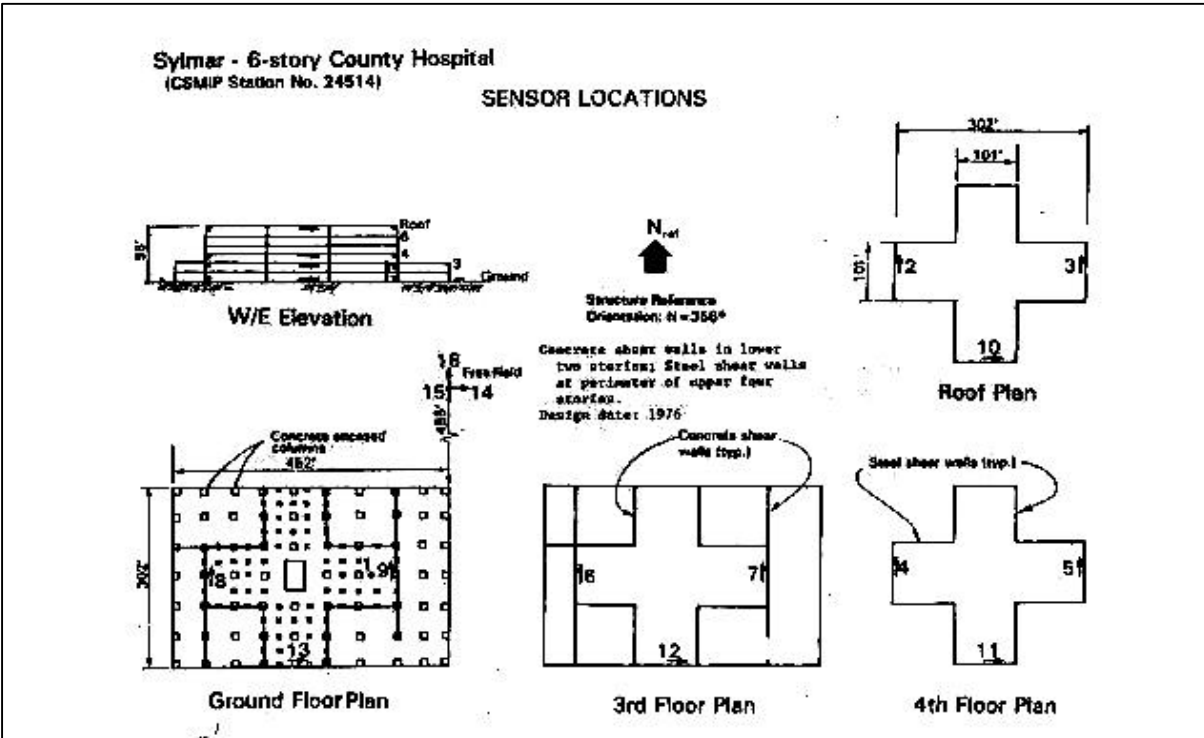 Sylmar - 6-story County Hospital
(CSMIP Station No. 24514)
SENSOR LOCATIONS
302'
101'
Roof
6
4
3
Ground
W/E Elevation
N ref
Structure Reference
Orientation: N = 358°
101'
2
3
10
Roof Plan
Concrete shear walls in lower
two stories; Steel shear walls
at perimeter of upper four
stories.
Design date: 1976
16
Free Field
15
14
Concrete encased
columns
452'
302'
8
9
13
Ground Floor Plan
Concrete shear
walls (typ.)
6
7
12
3rd Floor Plan
Steel shear walls (typ.)
4
5
11
4th Floor Plan